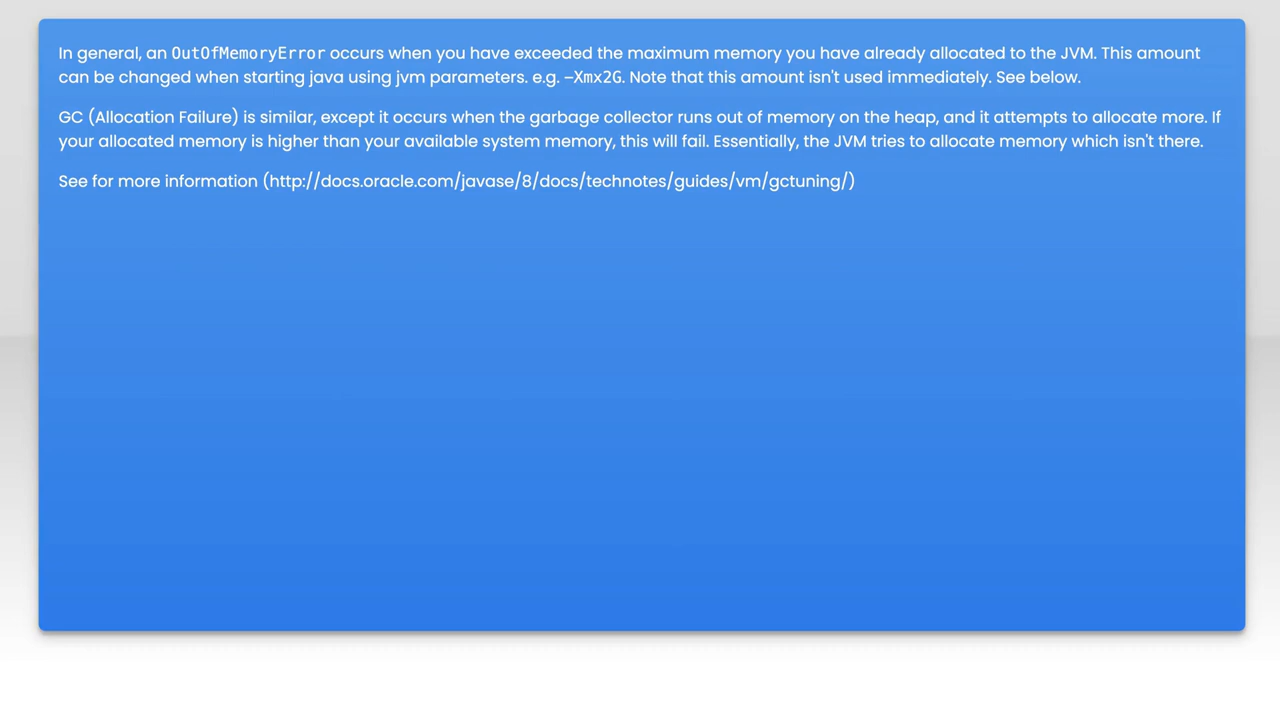 In general, an OutOfMemoryError occurs when you have exceeded the maximum memory you have already allocated to the JVM. This amount
can be changed when starting java using jvm parameters. e.g. –Xmx2G. Note that this amount isn't used immediately. See below.
GC (Allocation Failure) is similar, except it occurs when the garbage collector runs out of memory on the heap, and it attempts to allocate more. If
your allocated memory is higher than your available system memory, this will fail. Essentially, the JVM tries to allocate memory which isn't there.
See for more information (http://docs.oracle.com/javase/8/docs/technotes/guides/vm/gctuning/)